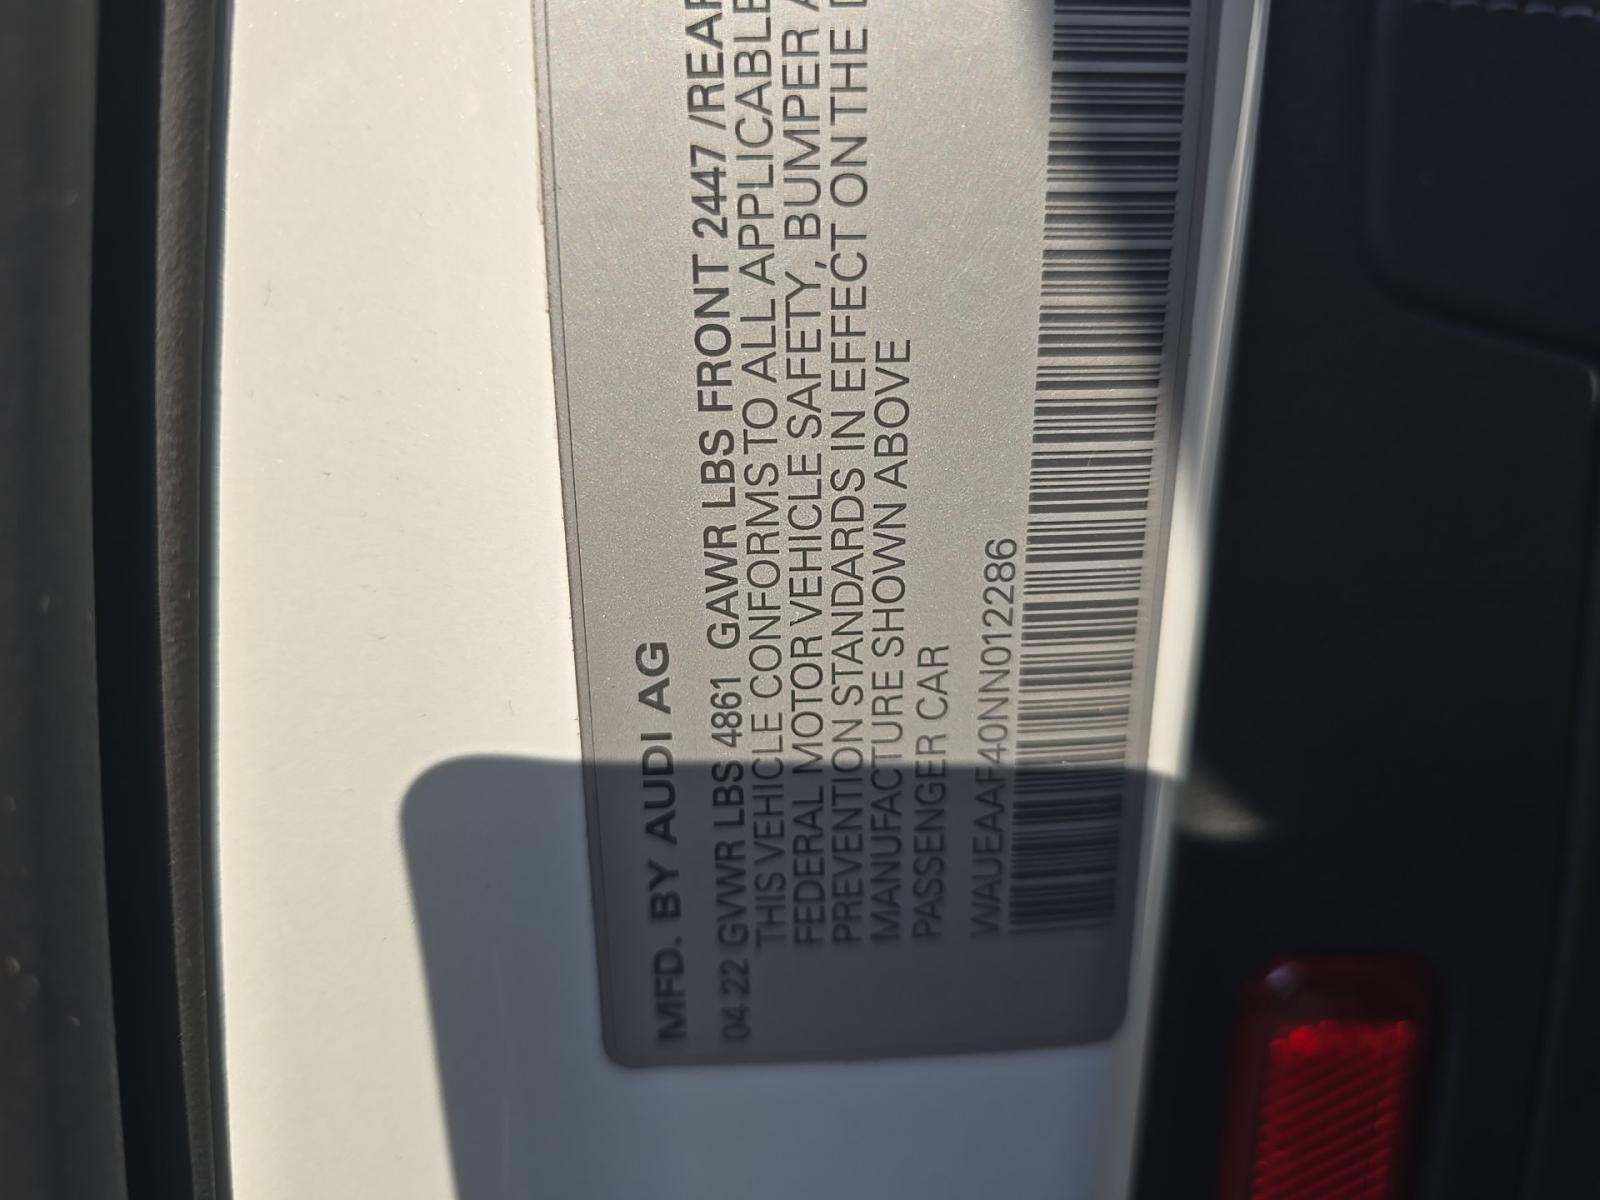 MFD. BY AUDI AG
04 22 GVWR LBS 4861 GAWR LBS FRONT 2447 /REAR
THIS VEHICLE CONFORMS TO ALL APPLICABLE
FEDERAL MOTOR VEHICLE SAFETY, BUMPER A
PREVENTION STANDARDS IN EFFECT ON THE
MANUFACTURE SHOWN ABOVE
PASSENGER CAR
WAUEAAF40NN012286